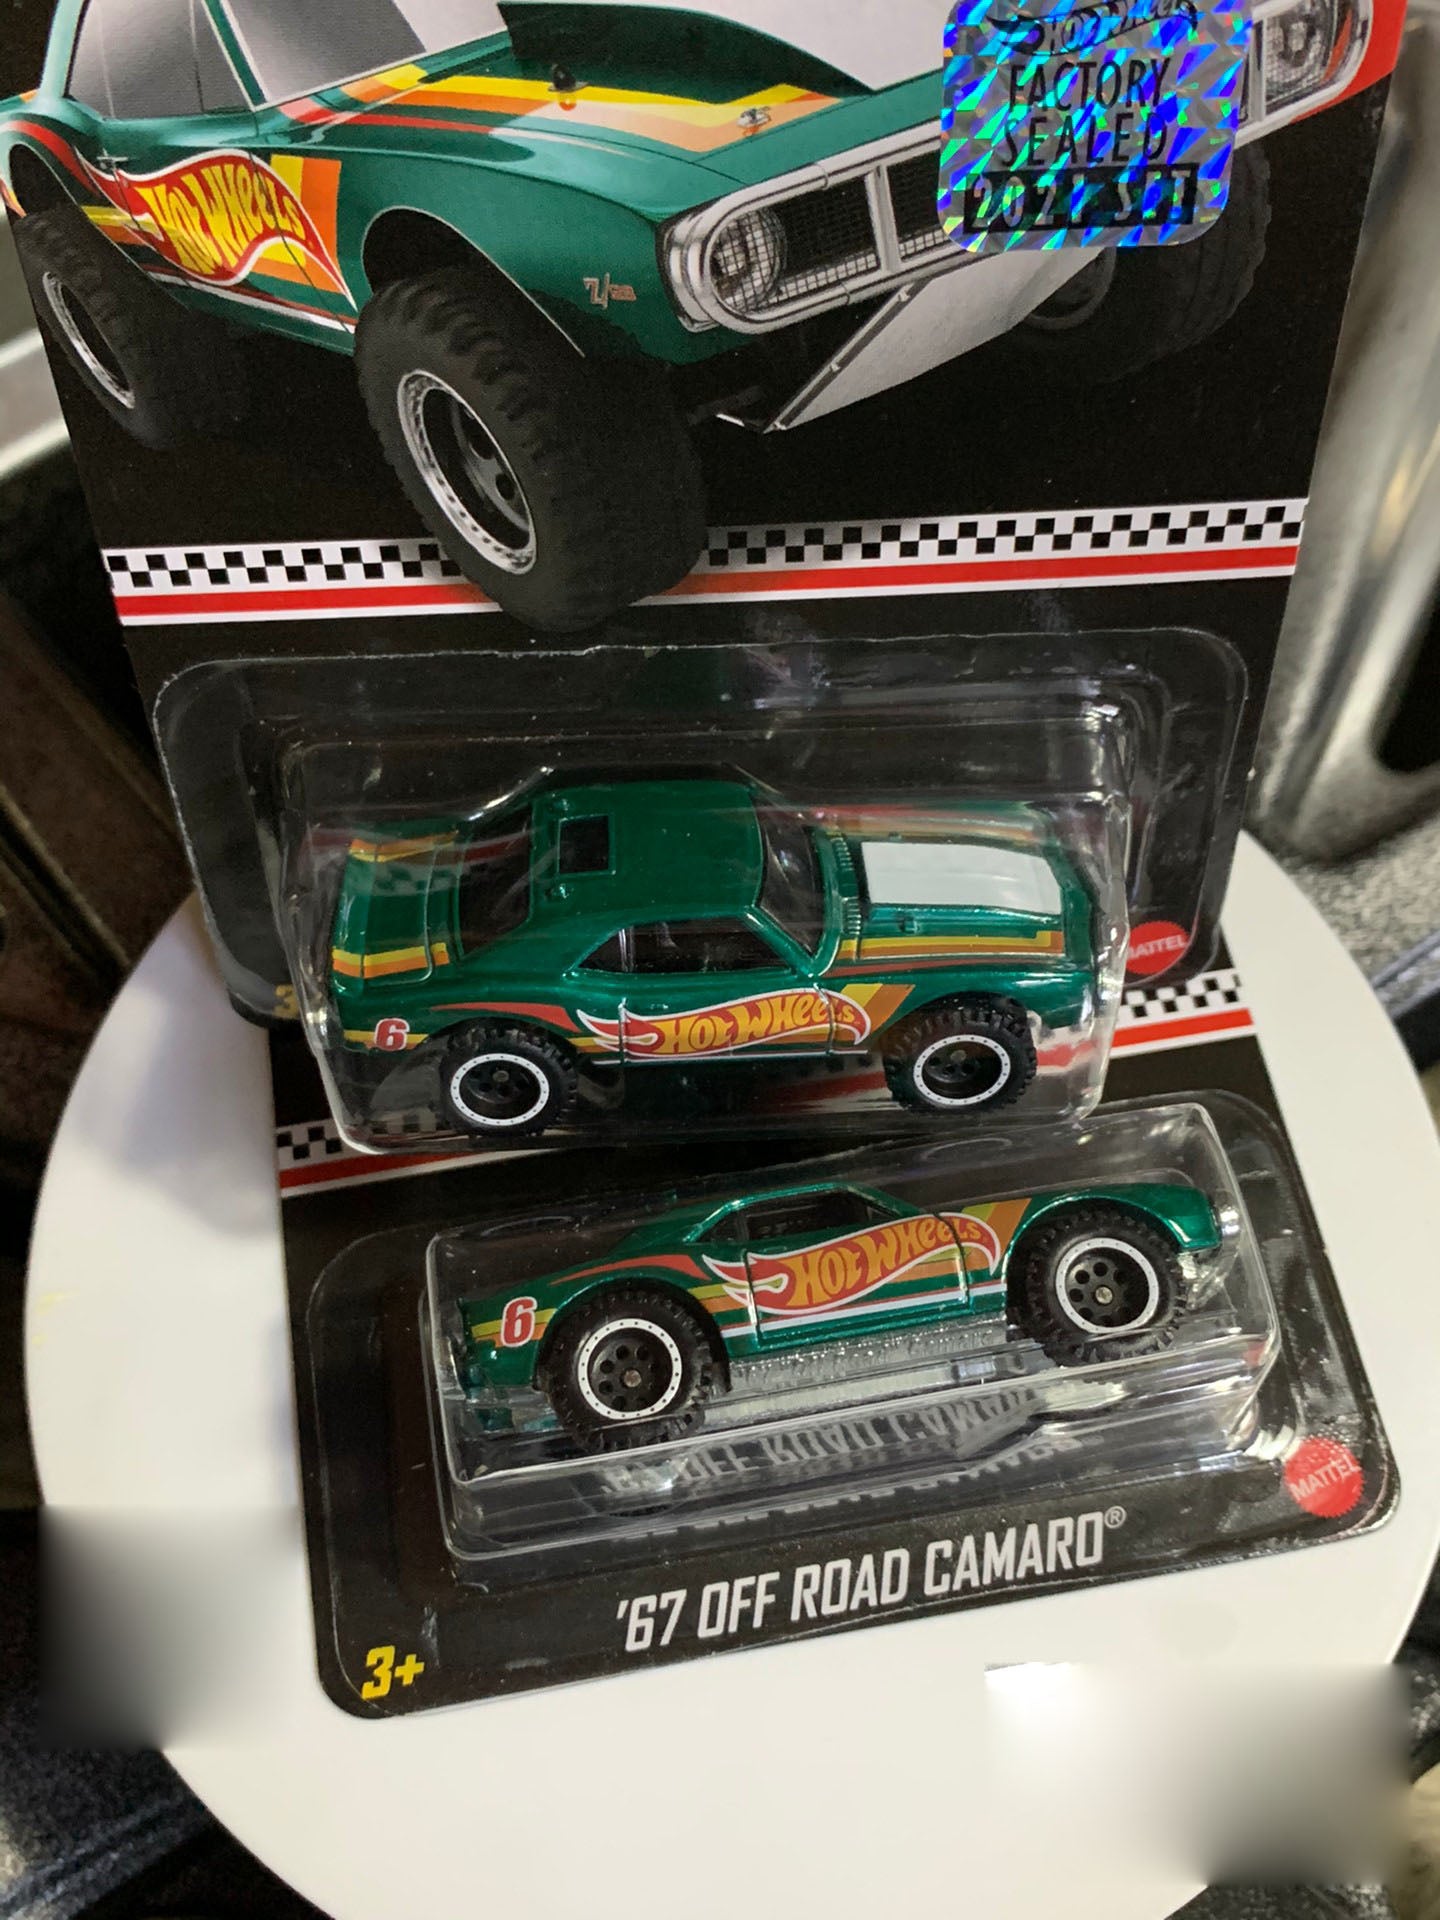 Hot Wheels
FACTORY
SEALED
2021 SET
Hot Wheels
Z/28
MATTEL
3
6
Hot Wheels
6
Hot Wheels
MATTEL
'67 OFF ROAD CAMARO®
3+